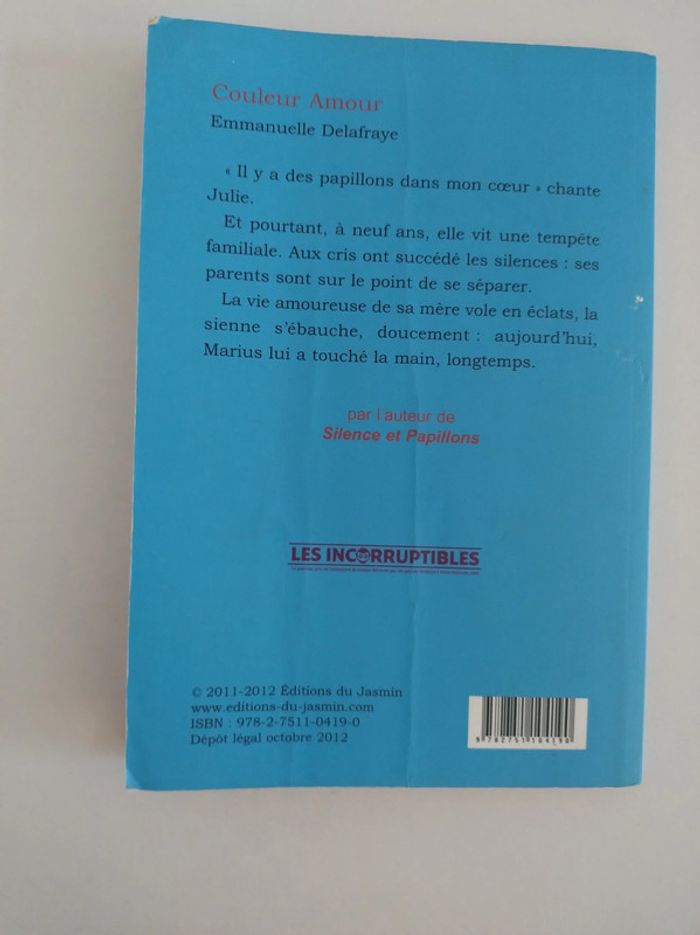 Couleur Amour
Emmanuelle Delafraye
« Il y a des papillons dans mon cœur » chante
Julie.
Et pourtant, à neuf ans, elle vit une tempête
familiale. Aux cris ont succédé les silences : ses
parents sont sur le point de se séparer.
La vie amoureuse de sa mère vole en éclats, la
sienne s'ébauche, doucement : aujourd'hui,
Marius lui a touché la main, longtemps.
par l'auteur de
Silence et Papillons
LES INCORRUPTIBLES
© 2011-2012 Éditions du Jasmin
www.editions-du-jasmin.com
ISBN : 978-2-7511-0419-0
Dépôt légal octobre 2012
9782751104190